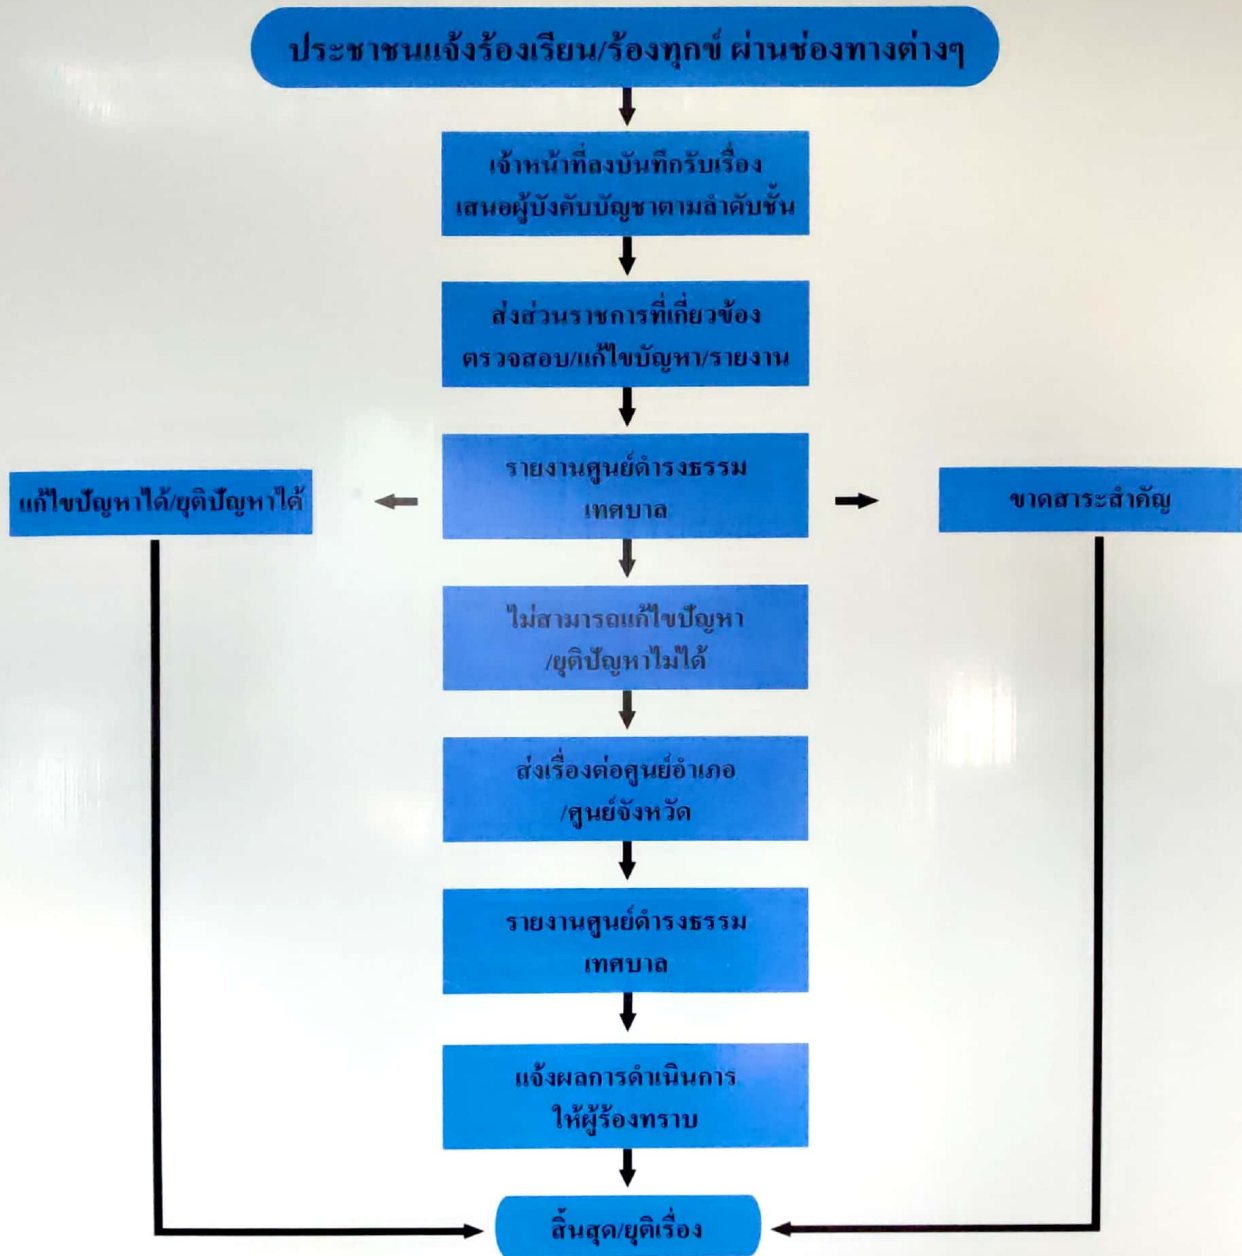 ประชาชนแจ้งร้องเรียน/ร้องทุกข์ ผ่านช่องทางต่างๆ
เจ้าหน้าที่ลงบันทึกรับเรื่อง
เสนอผู้บังคับบัญชาตามลำดับชั้น
ส่งส่วนราชการที่เกี่ยวข้อง
ตรวจสอบ/แก้ไขบัญหา/รายงาน
รายงานศูนย์ดำรงธรรม
เทศบาล
แก้ไขปัญหาได้/ยุติปัญหาได้
ขาดสาระสำคัญ
ไม่สามารถแก้ไขปัญหา
/ยุติปัญหาไม่ได้
ส่งเรื่องต่อศูนย์อำเภอ
/ศูนย์จังหวัด
รายงานศูนย์ดำรงธรรม
เทศบาล
แจ้งผลการดำเนินการ
ให้ผู้ร้องทราบ
สิ้นสุด/ยุติเรื่อง